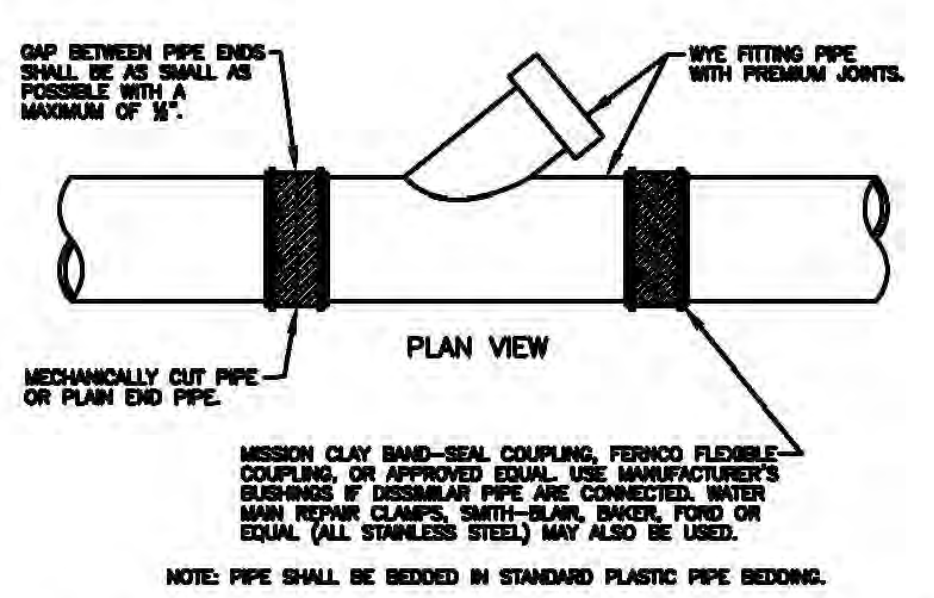 GAP BETWEEN PIPE ENDS
SHALL BE AS SMALL AS
POSSIBLE WITH A
MAXIMUM OF ½".
WYE FITTING PIPE
WITH PREMIUM JOINTS.
PLAN VIEW
MECHANICALLY CUT PIPE
OR PLAIN END PIPE.
MISSION CLAY BAND-SEAL COUPLING, FERNCO FLEXIBLE
COUPLING, OR APPROVED EQUAL. USE MANUFACTURER'S
BUSHINGS IF DISSIMILAR PIPE ARE CONNECTED. WATER
MAIN REPAIR CLAMPS, SMITH-BLAIR, BAKER, FORD OR
EQUAL (ALL STAINLESS STEEL) MAY ALSO BE USED.
NOTE: PIPE SHALL BE BEDDED IN STANDARD PLASTIC PIPE BEDDING.